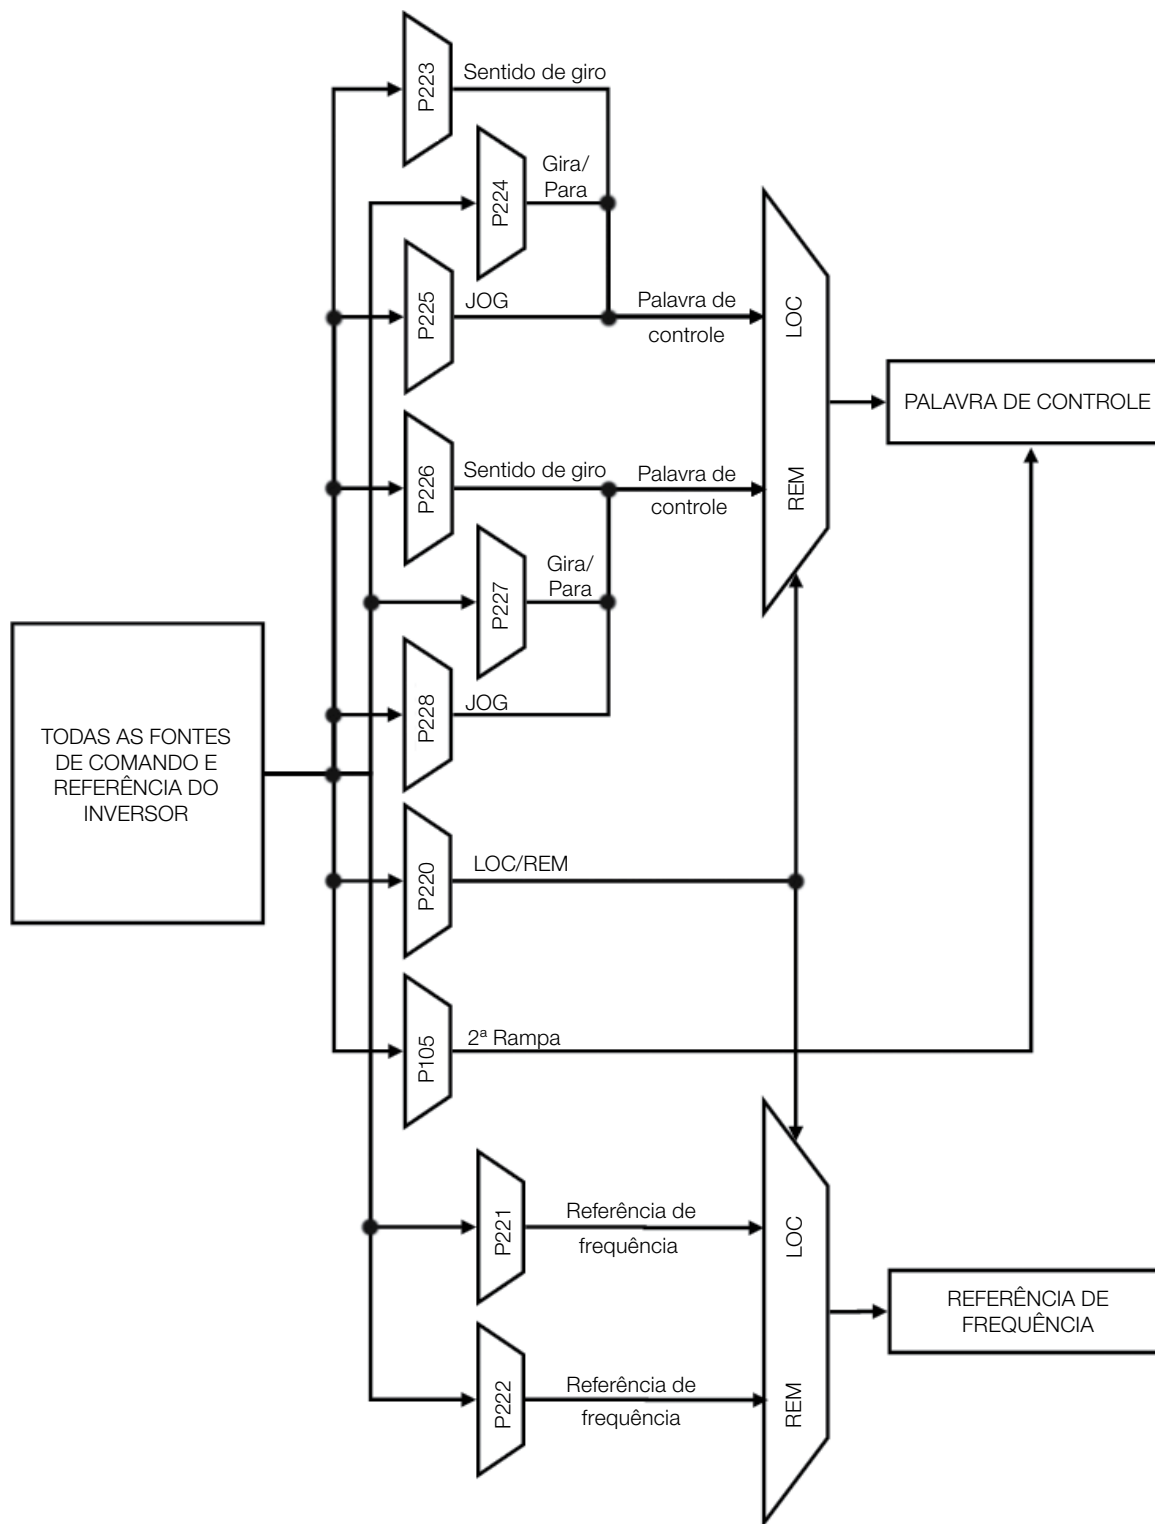 P223
Sentido de giro
P224
Gira/
Para
P225
JOG
Palavra de
controle
LOC
PALAVRA DE CONTROLE
P226
Sentido de giro
Palavra de
controle
REM
P227
Gira/
Para
P228
JOG
TODAS AS FONTES
DE COMANDO E
REFERÊNCIA DO
INVERSOR
P220
LOC/REM
P105
2ª Rampa
P221
Referência de
frequência
LOC
REFERÊNCIA DE
FREQUÊNCIA
P222
Referência de
frequência
REM